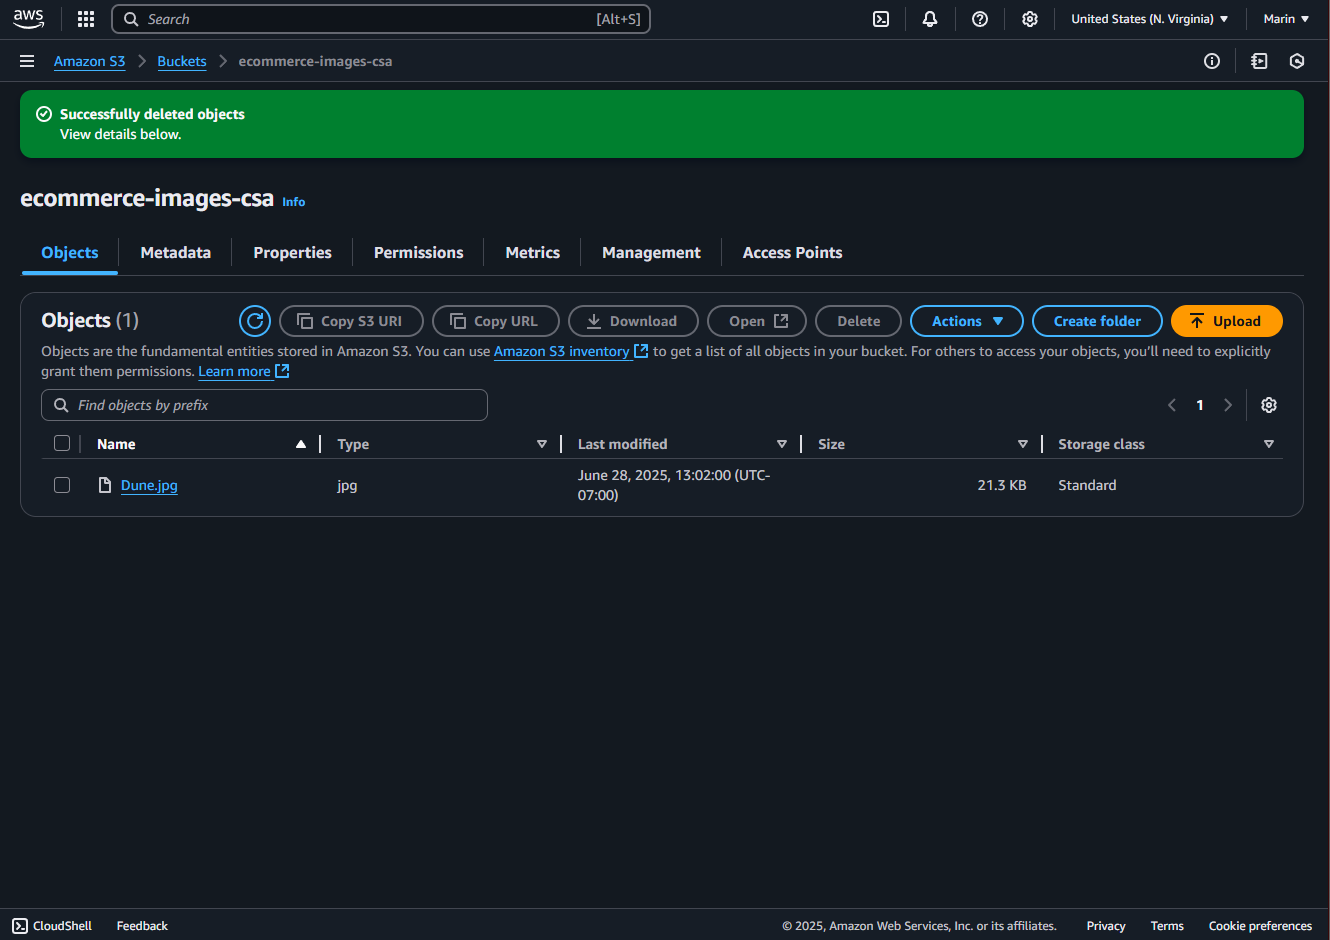 aws
Search [Alt+S]
United States (N. Virginia)
Marin
Amazon S3
Buckets
ecommerce-images-csa
Successfully deleted objects
View details below.
ecommerce-images-csa Info
Objects
Metadata
Properties
Permissions
Metrics
Management
Access Points
Objects (1)
Copy S3 URI
Copy URL
Download
Open
Delete
Actions
Create folder
Upload
Objects are the fundamental entities stored in Amazon S3. You can use Amazon S3 inventory to get a list of all objects in your bucket. For others to access your objects, you'll need to explicitly
grant them permissions. Learn more
Find objects by prefix
1
Name
Type
Last modified
Size
Storage class
Dune.jpg
jpg
June 28, 2025, 13:02:00 (UTC-
07:00)
21.3 KB
Standard
CloudShell
Feedback
© 2025, Amazon Web Services, Inc. or its affiliates.
Privacy
Terms
Cookie preferences